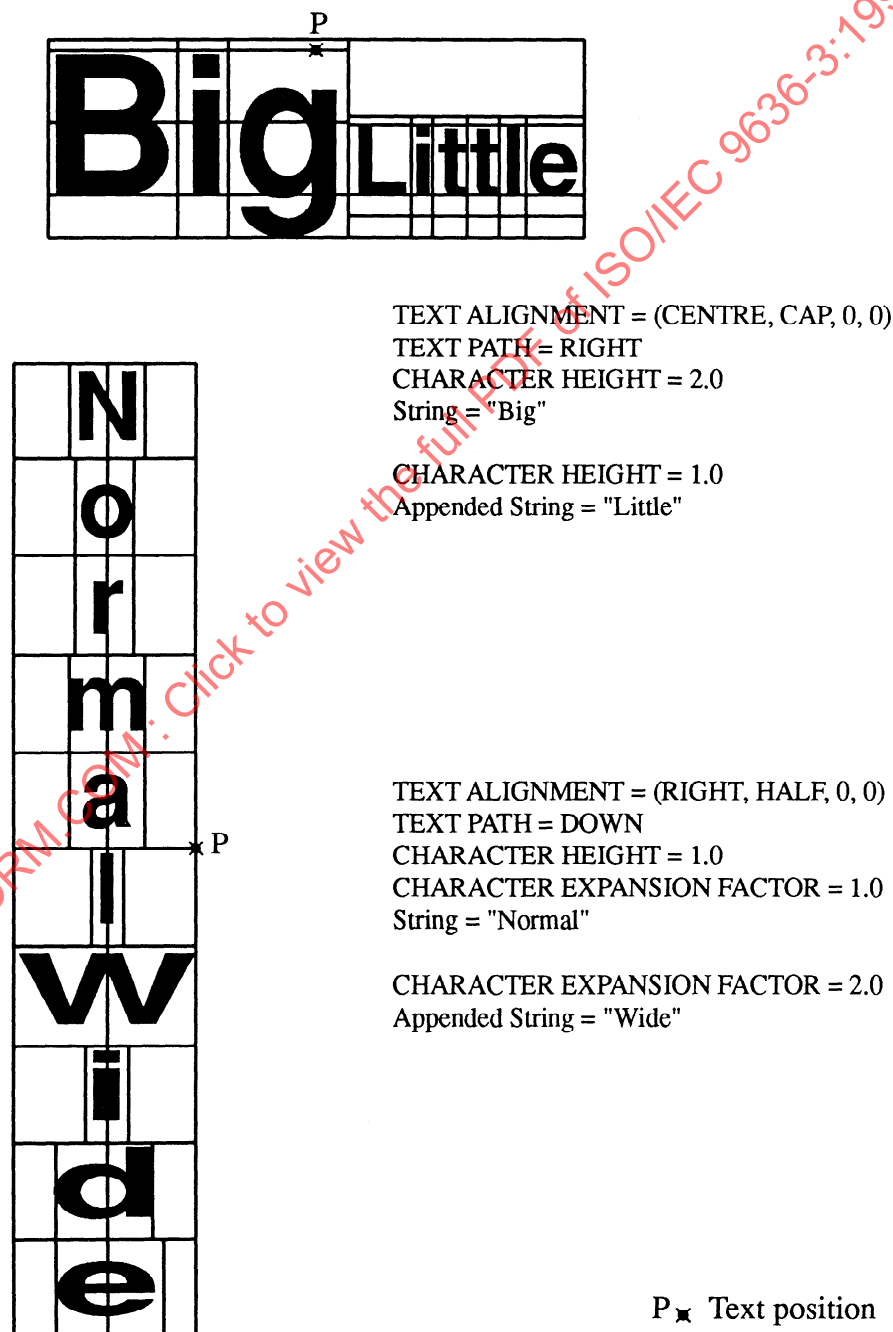 P
BigLittle
TEXT ALIGNMENT = (CENTRE, CAP, 0, 0)
TEXT PATH = RIGHT
CHARACTER HEIGHT = 2.0
String = "Big"
CHARACTER HEIGHT = 1.0
Appended String = "Little"
N
o
r
m
a
l
W
i
d
e
P
TEXT ALIGNMENT = (RIGHT, HALF, 0, 0)
TEXT PATH = DOWN
CHARACTER HEIGHT = 1.0
CHARACTER EXPANSION FACTOR = 1.0
String = "Normal"
CHARACTER EXPANSION FACTOR = 2.0
Appended String = "Wide"
P Text position
RM.COM : Click to view the full PDF of ISO/IEC 9636-3:199